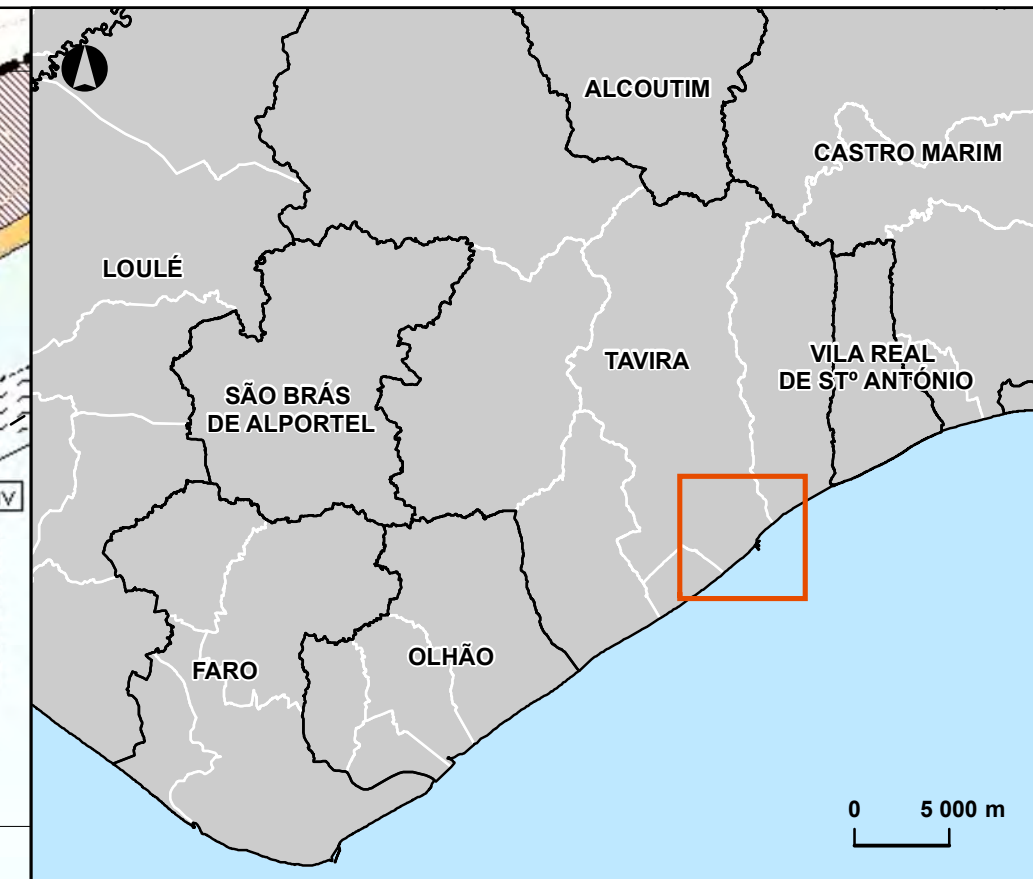 ALCOUTIM
CASTRO MARIM
LOULÉ
TAVIRA
VILA REAL
DE STº ANTÓNIO
SÃO BRÁS
DE ALPORTEL
IV
FARO
OLHÃO
0 5 000 m